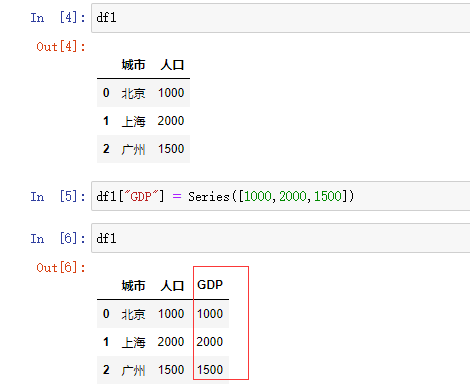 In [4]: df1
Out[4]:
城市 人口
0 北京 1000
1 上海 2000
2 广州 1500
In [5]: df1["GDP"] = Series([1000,2000,1500])
In [6]: df1
Out[6]:
城市 人口 GDP
0 北京 1000 1000
1 上海 2000 2000
2 广州 1500 1500